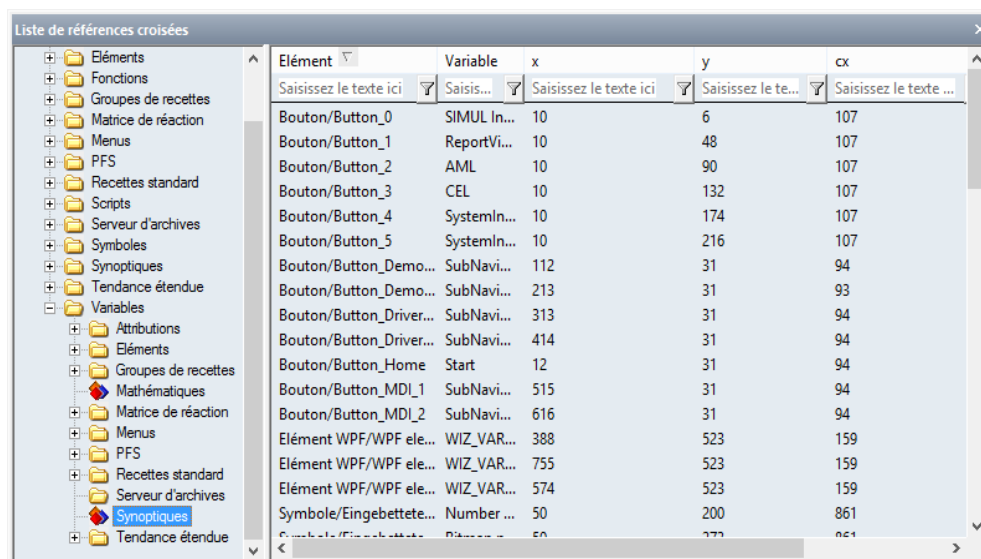 Liste de références croisées
Eléments
Fonctions
Groupes de recettes
Matrice de réaction
Menus
PFS
Recettes standard
Scripts
Serveur d'archives
Symboles
Synoptiques
Tendance étendue
Variables
Attributions
Eléments
Groupes de recettes
Mathématiques
Matrice de réaction
Menus
PFS
Recettes standard
Serveur d'archives
Synoptiques
Tendance étendue
Elément Variable x y cx
Saisissez le texte ici Saisis... Saisissez le texte ici Saisissez le te... Saisissez le texte ...
Bouton/Button_0 SIMUL In... 10 6 107
Bouton/Button_1 ReportVi... 10 48 107
Bouton/Button_2 AML 10 90 107
Bouton/Button_3 CEL 10 132 107
Bouton/Button_4 SystemIn... 10 174 107
Bouton/Button_5 SystemIn... 10 216 107
Bouton/Button_Demo... SubNavi... 112 31 94
Bouton/Button_Demo... SubNavi... 213 31 93
Bouton/Button_Driver... SubNavi... 313 31 94
Bouton/Button_Driver... SubNavi... 414 31 94
Bouton/Button_Home Start 12 31 94
Bouton/Button_MDI_1 SubNavi... 515 31 94
Bouton/Button_MDI_2 SubNavi... 616 31 94
Elément WPF/WPF ele... WIZ_VAR... 388 523 159
Elément WPF/WPF ele... WIZ_VAR... 755 523 159
Elément WPF/WPF ele... WIZ_VAR... 574 523 159
Symbole/Eingebettete... Number ... 50 200 861